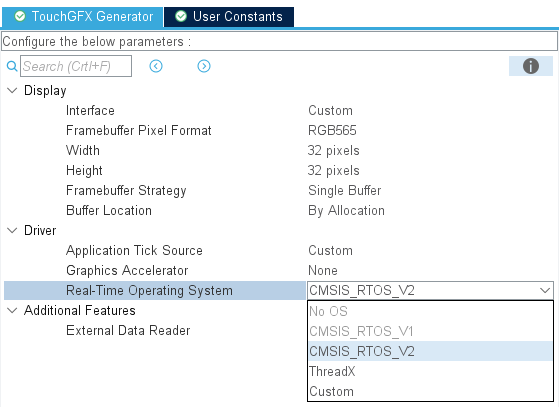 TouchGFX Generator User Constants
Configure the below parameters :
Search (Crtl+F)
Display
Interface Custom
Framebuffer Pixel Format RGB565
Width 32 pixels
Height 32 pixels
Framebuffer Strategy Single Buffer
Buffer Location By Allocation
Driver
Application Tick Source Custom
Graphics Accelerator None
Real-Time Operating System CMSIS_RTOS_V2
No OS
Additional Features
CMSIS_RTOS_V1
External Data Reader
CMSIS_RTOS_V2
ThreadX
Custom